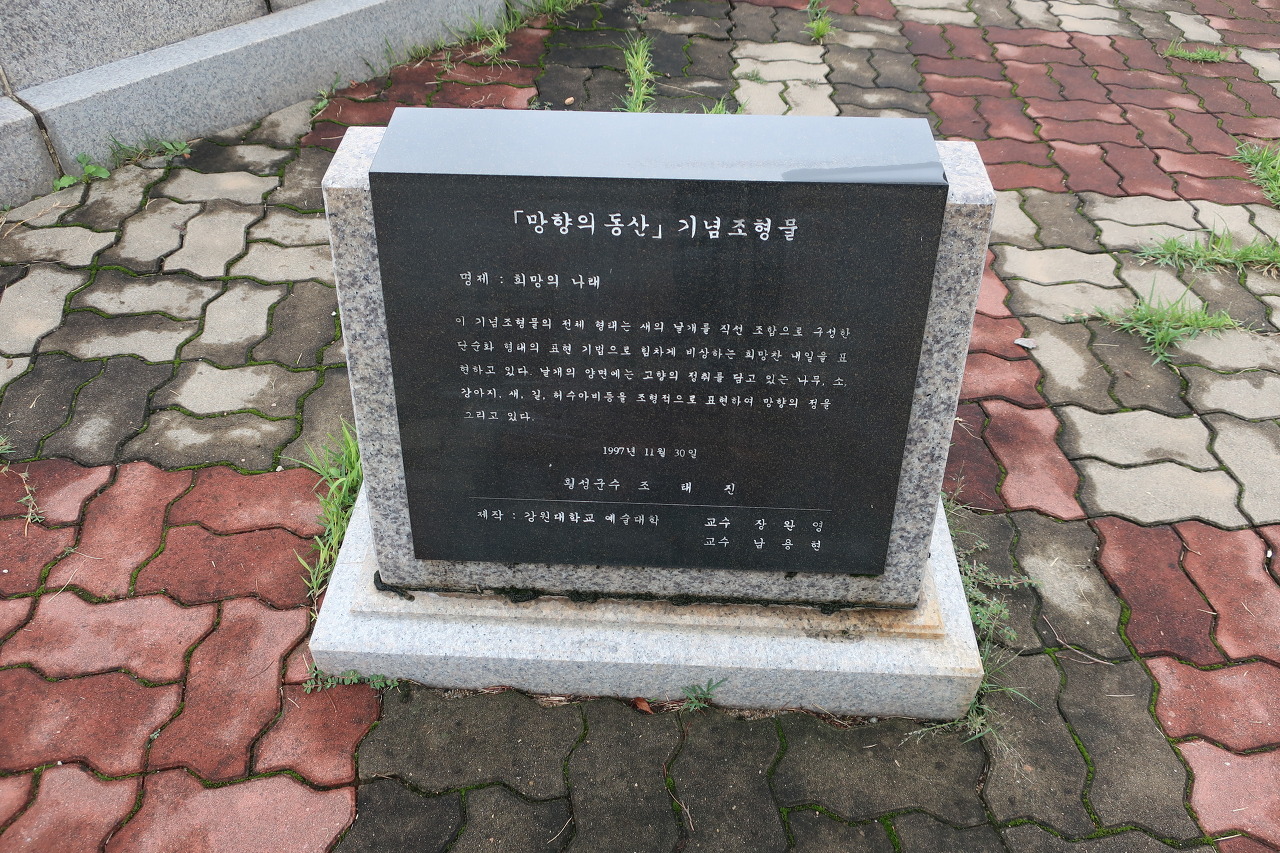 「망향의 동산」 기념조형물
명제 : 희망의 나래
이 기념조형물의 전체 형태는 새의 날개를 직선 조합으로 구성한
단순화 형태의 표현 기법으로 힘차게 비상하는 희망찬 내일을 표
현하고 있다. 날개의 양면에는 고향의 정취를 담고 있는 나무, 소,
강아지, 새, 길, 허수아비등을 조형적으로 표현하여 망향의 정을
그리고 있다.
1997년 11월 30일
횡성군수 조 태 진
제작 : 강원대학교 예술대학 교수 장 완 영
교수 남 용 현